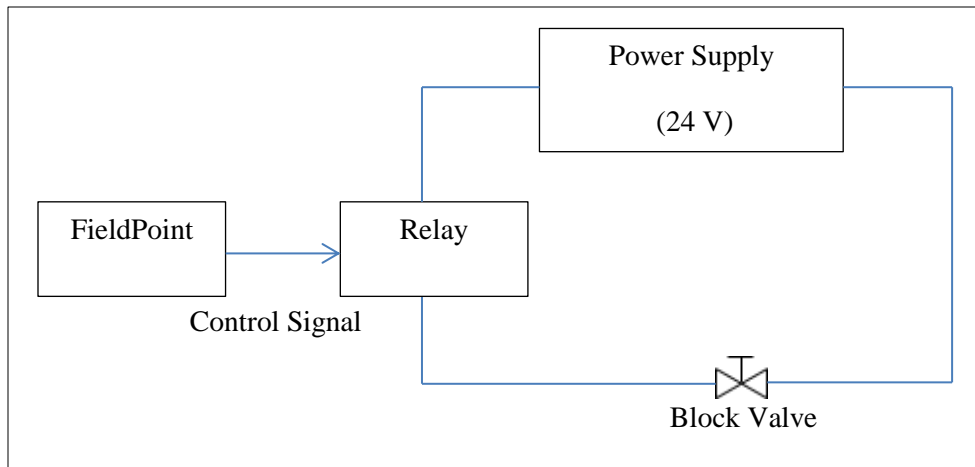 Power Supply
(24 V)
FieldPoint
Relay
Control Signal
Block Valve